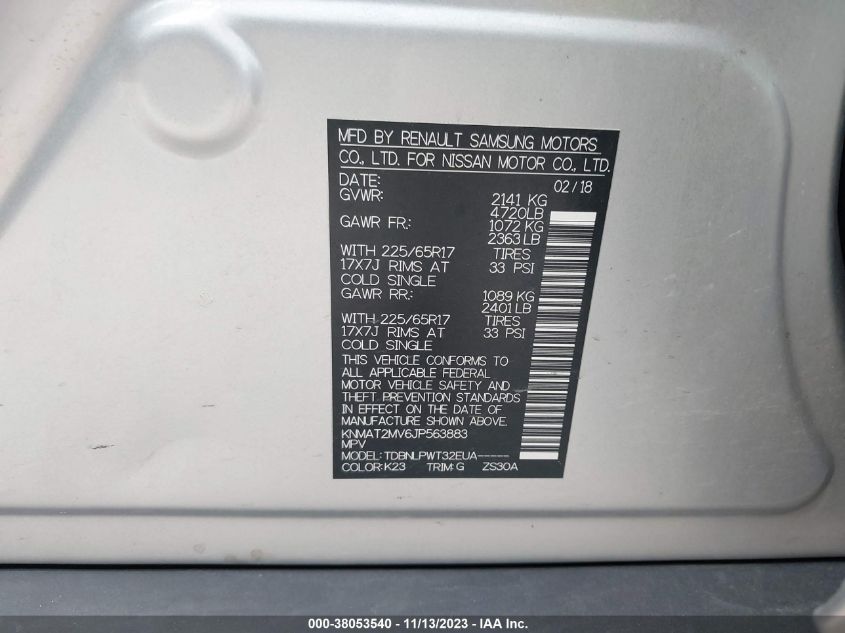 MFD BY RENAULT SAMSUNG MOTORS
CO., LTD. FOR NISSAN MOTOR CO., LTD.
DATE: 02/18
GVWR: 2141 KG
4720LB
GAWR FR.: 1072 KG
2363LB
WITH 225/65R17 TIRES
17X7J RIMS AT 33 PSI
COLD SINGLE
GAWR RR.: 1089 KG
2401LB
WITH 225/65R17 TIRES
17X7J RIMS AT 33 PSI
COLD SINGLE
THIS VEHICLE CONFORMS TO
ALL APPLICABLE FEDERAL
MOTOR VEHICLE SAFETY AND
THEFT PREVENTION STANDARDS
IN EFFECT ON THE DATE OF
MANUFACTURE SHOWN ABOVE.
KNMAT2MV6JP563883
MPV
MODEL: TDBNLPWT32EUA-----
COLOR:K23 TRIM:G ZS30A
000-38053540 - 11/13/2023 - IAA Inc.